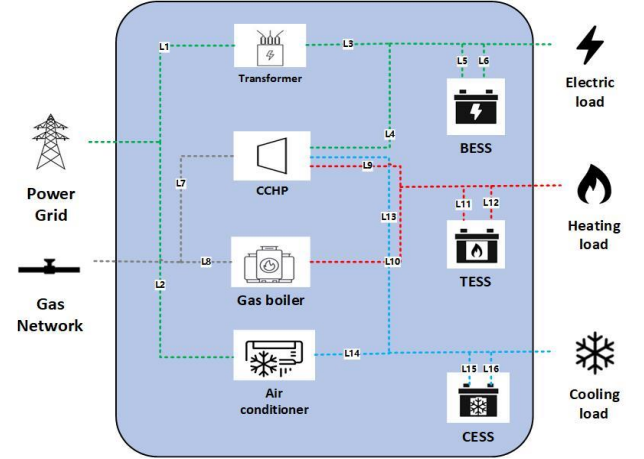 L1
L3
Transformer
L5
L6
Electric
load
BESS
L4
Power
Grid
CCHP
L9
L7
L11
L12
Heating
load
L13
TESS
L8
L10
Gas
Network
L2
Gas boiler
L14
Air
conditioner
L15
L16
Cooling
load
CESS